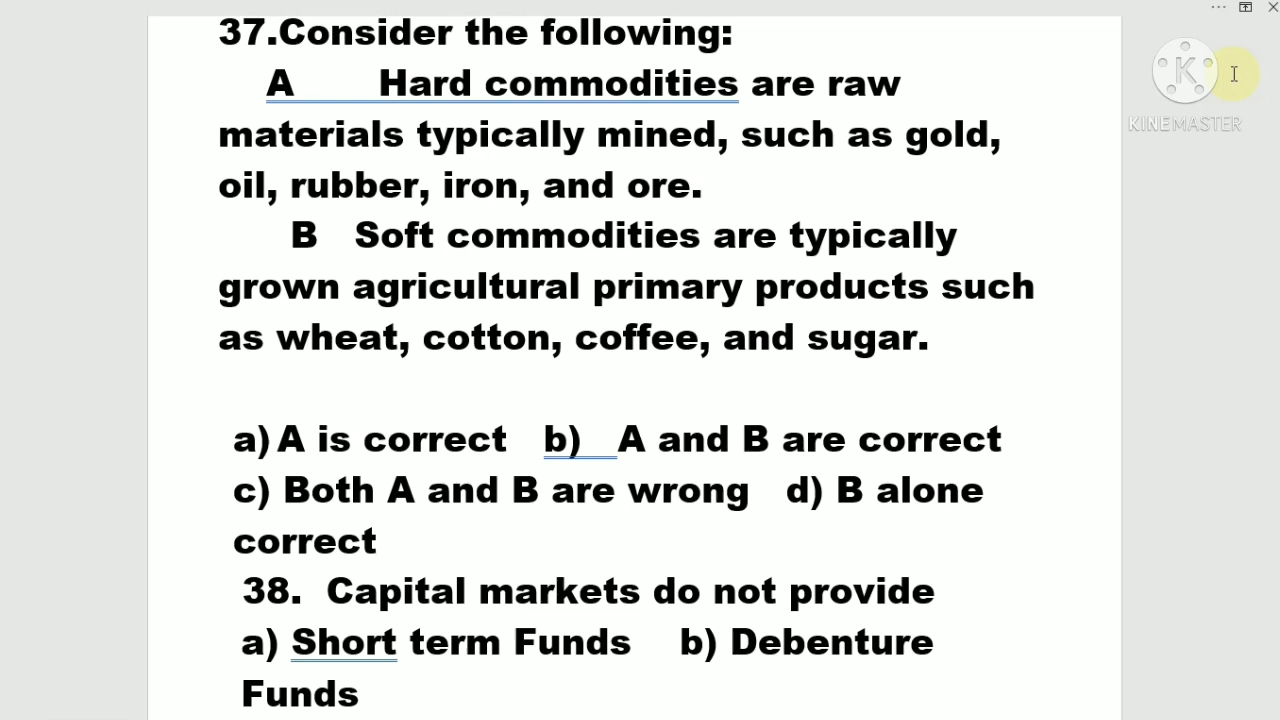 37.Consider the following:
A Hard commodities are raw
materials typically mined, such as gold,
oil, rubber, iron, and ore.
B Soft commodities are typically
grown agricultural primary products such
as wheat, cotton, coffee, and sugar.
a) A is correct b) A and B are correct
c) Both A and B are wrong d) B alone
correct
38. Capital markets do not provide
a) Short term Funds b) Debenture
Funds
K
KINEMASTER